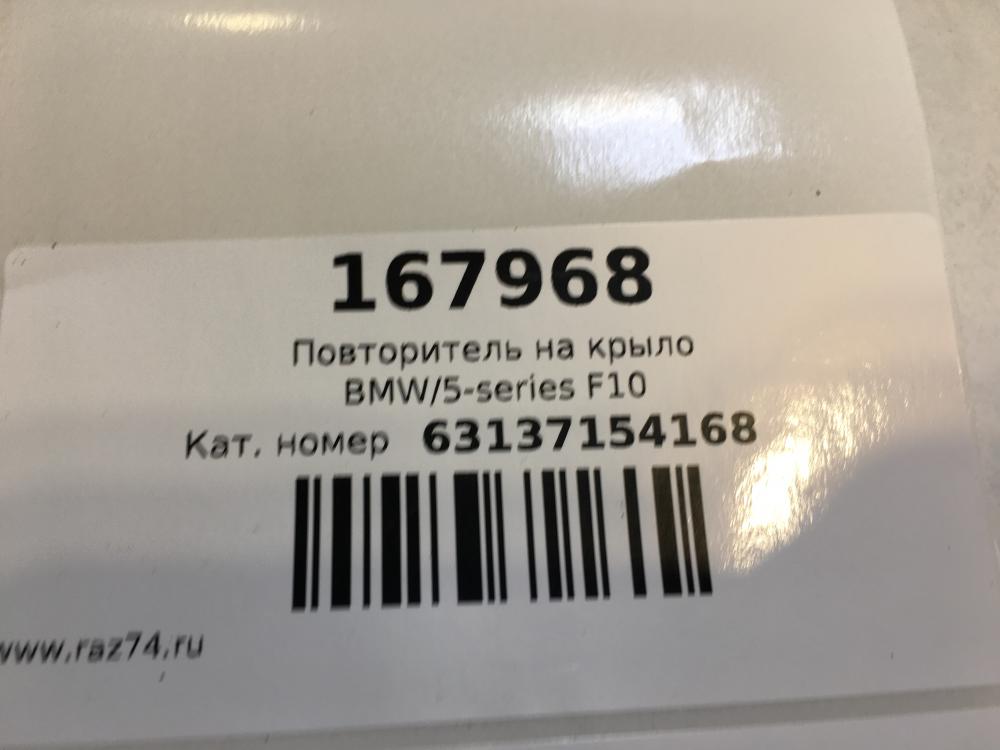 167968
Повторитель на крыло
BMW/5-series F10
Кат. номер 63137154168
www.raz74.ru